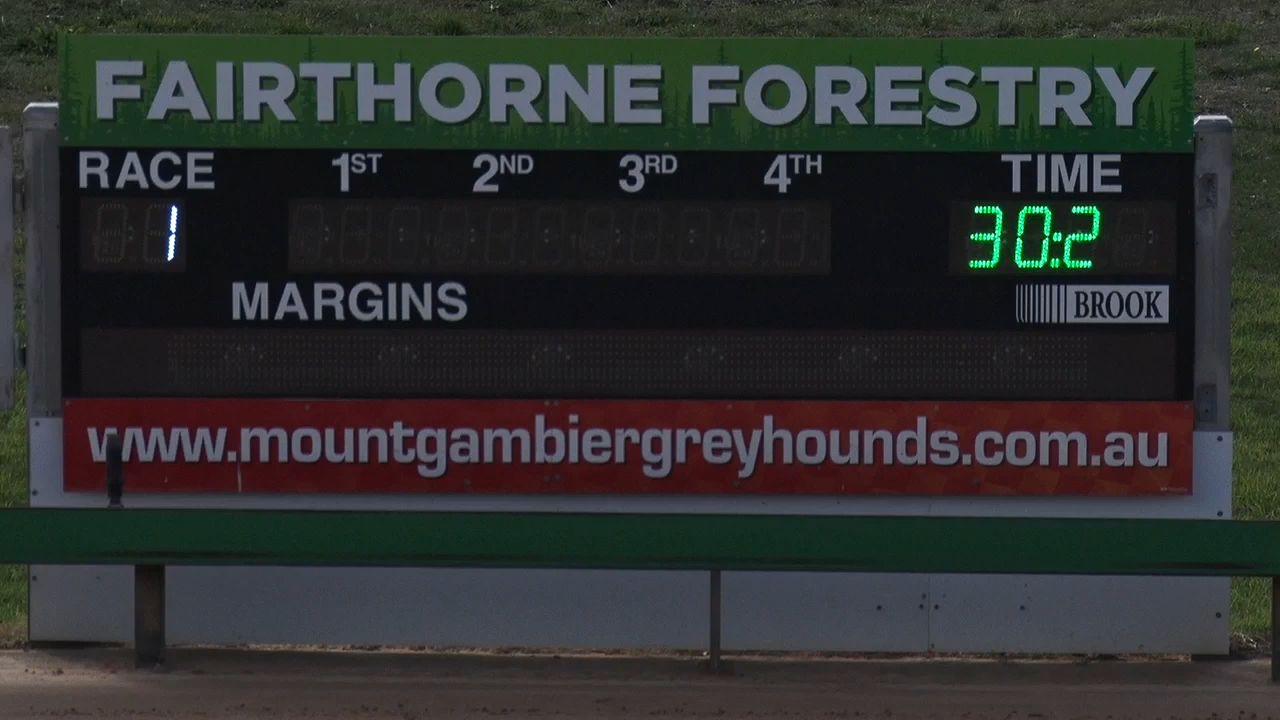 FAIRTHORNE FORESTRY
RACE 1ST 2ND 3RD 4TH TIME
1 30:2
MARGINS BROOK
www.mountgambiergreyhounds.com.au